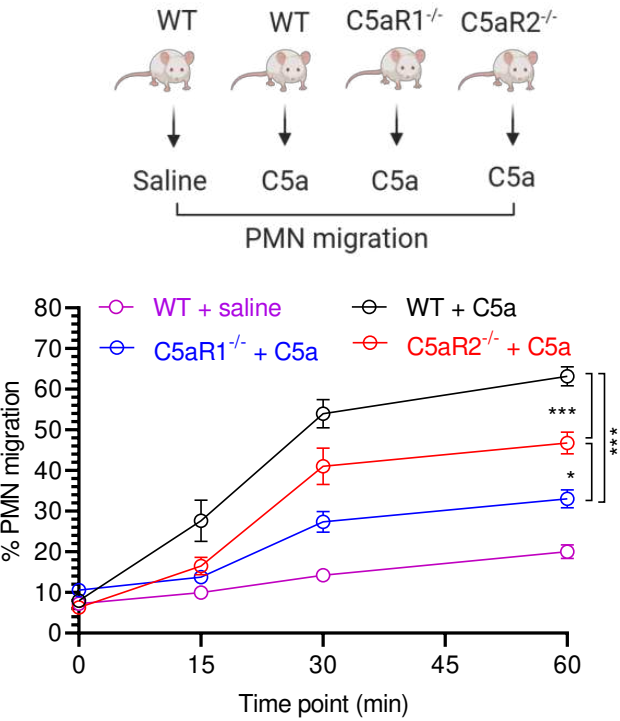 WT WT C5aR1-/- C5aR2-/-
Saline C5a C5a C5a
PMN migration
WT + saline WT + C5a
C5aR1-/- + C5a C5aR2-/- + C5a
% PMN migration
80
70
60
50
40
30
20
10
0
***
*
***
0 15 30 45 60
Time point (min)